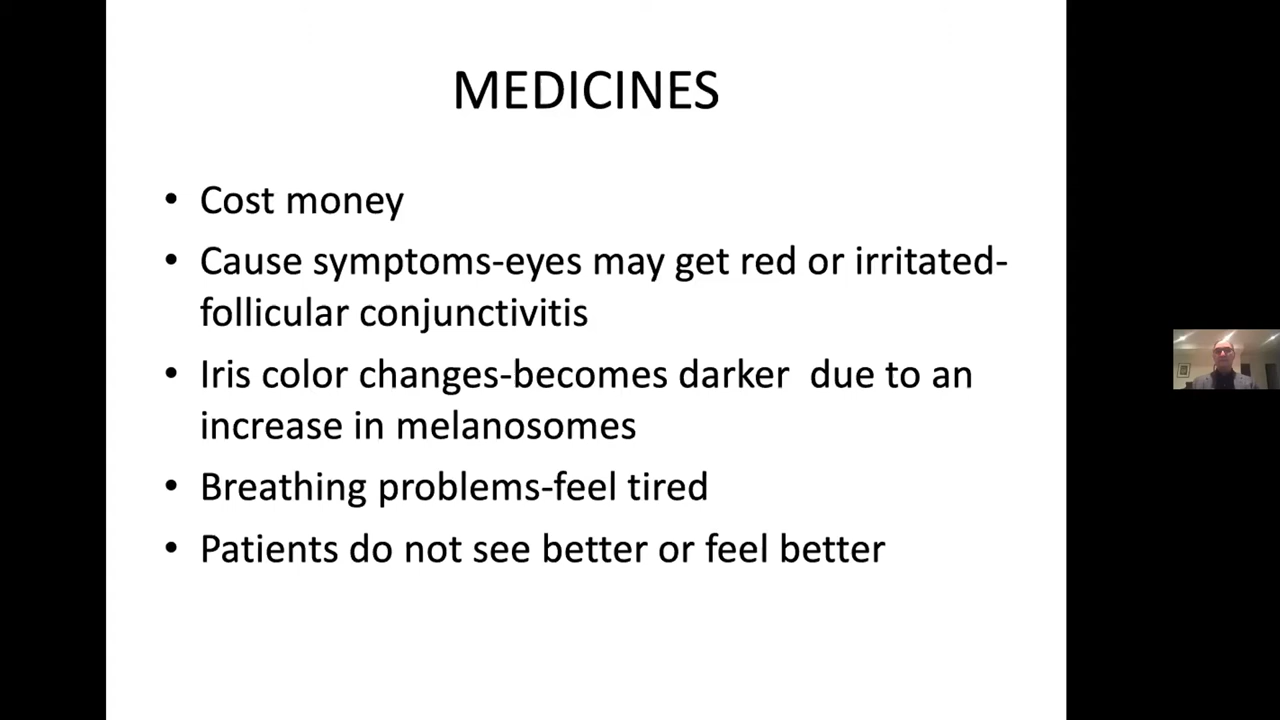 MEDICINES
• Cost money
• Cause symptoms-eyes may get red or irritated-
follicular conjunctivitis
• Iris color changes-becomes darker  due to an
increase in melanosomes
• Breathing problems-feel tired
• Patients do not see better or feel better